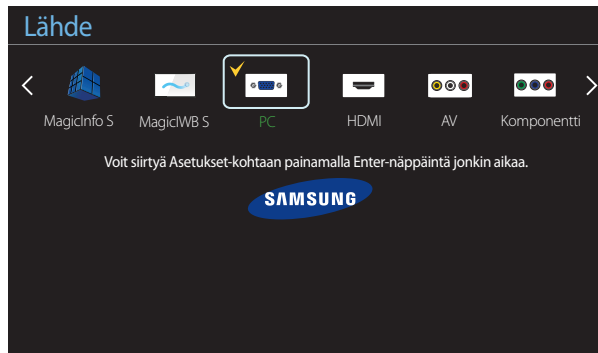 Lähde
MagicInfo S MagicIWB S PC HDMI AV Komponentti
Voit siirtyä Asetukset-kohtaan painamalla Enter-näppäintä jonkin aikaa.
SAMSUNG